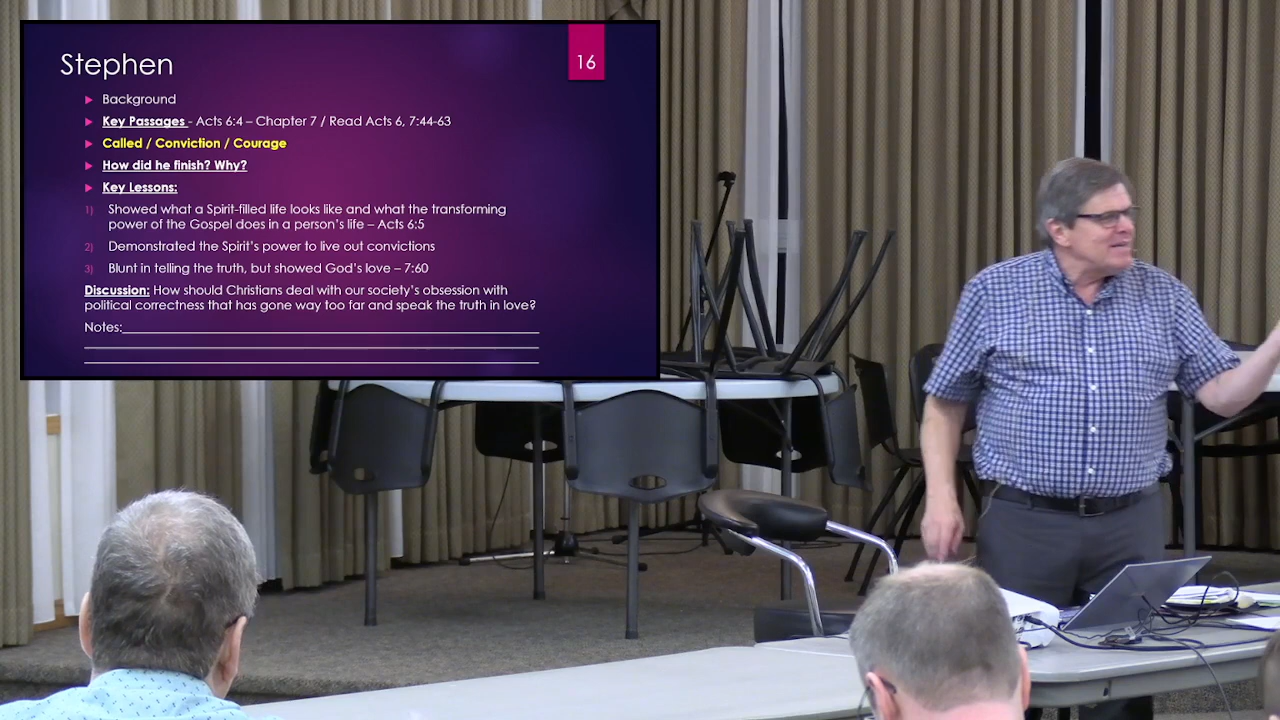 Stephen
16
Background
Key Passages - Acts 6:4 – Chapter 7 / Read Acts 6, 7:44-63
Called / Conviction / Courage
How did he finish? Why?
Key Lessons:
1) Showed what a Spirit-filled life looks like and what the transforming
power of the Gospel does in a person's life – Acts 6:5
2) Demonstrated the Spirit's power to live out convictions
3) Blunt in telling the truth, but showed God's love – 7:60
Discussion: How should Christians deal with our society's obsession with
political correctness that has gone way too far and speak the truth in love?
Notes: